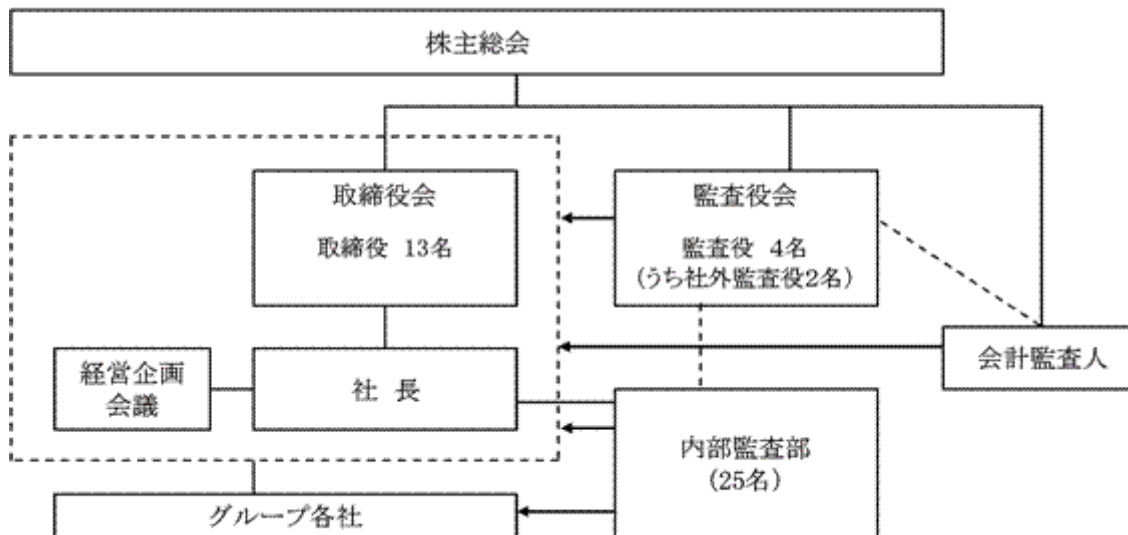 株主総会
取締役会
取締役 13名
監査役会
監査役 4名
(うち社外監査役2名)
会計監査人
経営企画
会議
社 長
内部監査部
(25名)
グループ各社